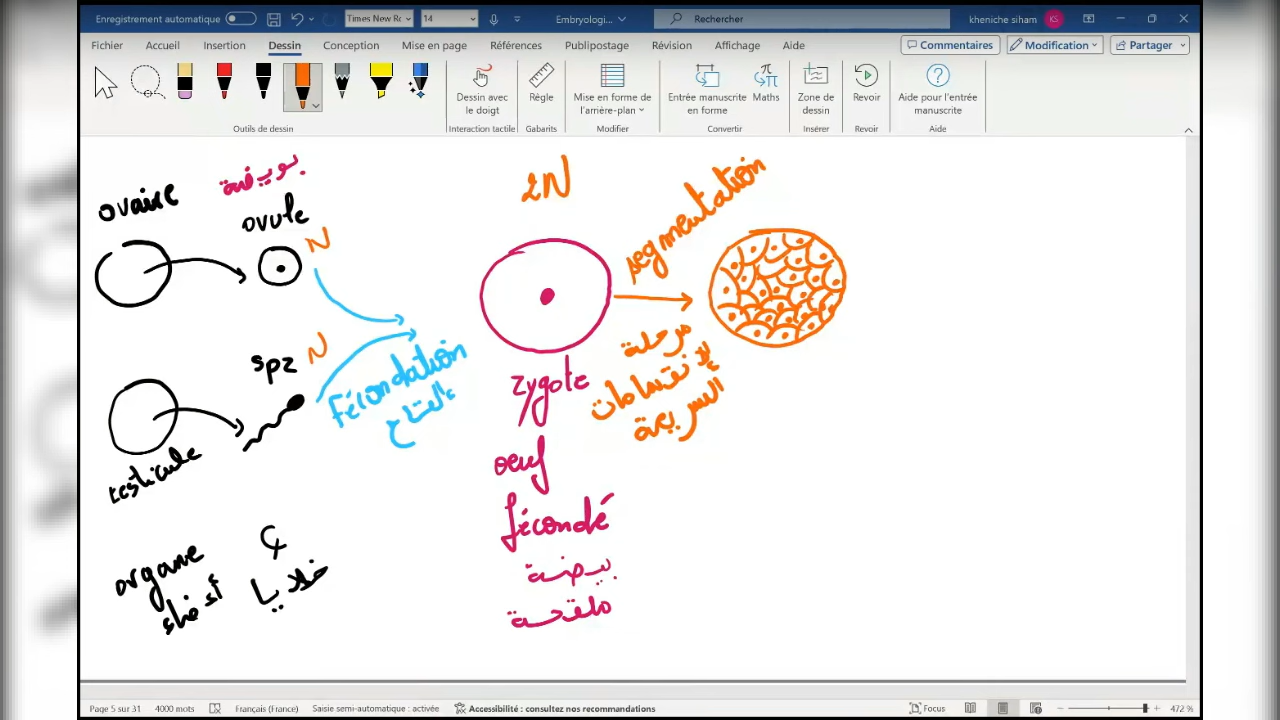 Enregistrement automatique
Times New Ro
14
Embryologi...
Rechercher
kheniche siham
KS
Fichier
Accueil
Insertion
Dessin
Conception
Mise en page
Références
Publipostage
Révision
Affichage
Aide
Commentaires
Modification
Partager
Dessin avec le doigt
Règle
Mise en forme de l'arrière-plan
Entrée manuscrite en forme
Maths
Zone de dessin
Revoir
Aide pour l'entrée manuscrite
Outils de dessin
Interaction tactile
Gabarits
Modifier
Convertir
Insérer
Revoir
Aide
ovaire
بويضة
ovule
N
spz
N
testicule
organe
أعضاء
خلايا
Fécondation
2N
zygote
oeuf
fécondé
بيضة
ملقحة
segmentation
مرحلة
الإنقسامات
السريعة
Page 5 sur 31
4000 mots
Français (France)
Saisie semi-automatique : activée
Accessibilité : consultez nos recommandations
Focus
472 %